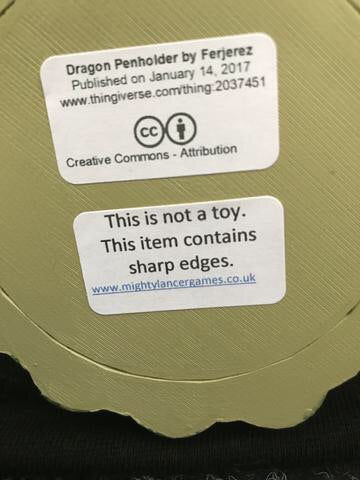 Dragon Penholder by Ferjerez
Published on January 14, 2017
www.thingiverse.com/thing:2037451
cc
Creative Commons - Attribution
This is not a toy.
This item contains
sharp edges.
www.mightylancergames.co.uk